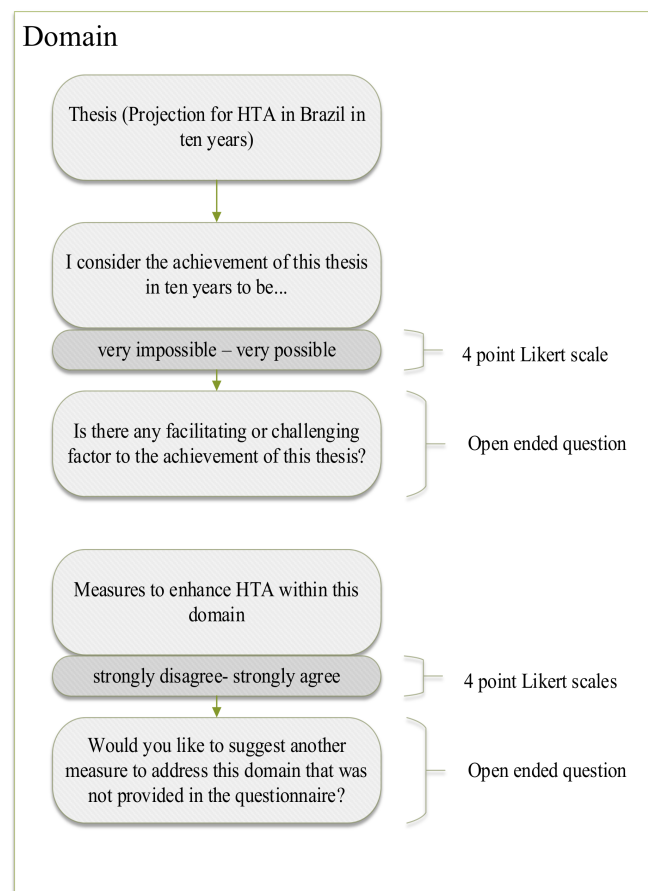 Domain
Thesis (Projection for HTA in Brazil in
ten years)
I consider the achievement of this thesis
in ten years to be...
very impossible – very possible
4 point Likert scale
Is there any facilitating or challenging
factor to the achievement of this thesis?
Open ended question
Measures to enhance HTA within this
domain
strongly disagree- strongly agree
4 point Likert scales
Would you like to suggest another
measure to address this domain that was
not provided in the questionnaire?
Open ended question